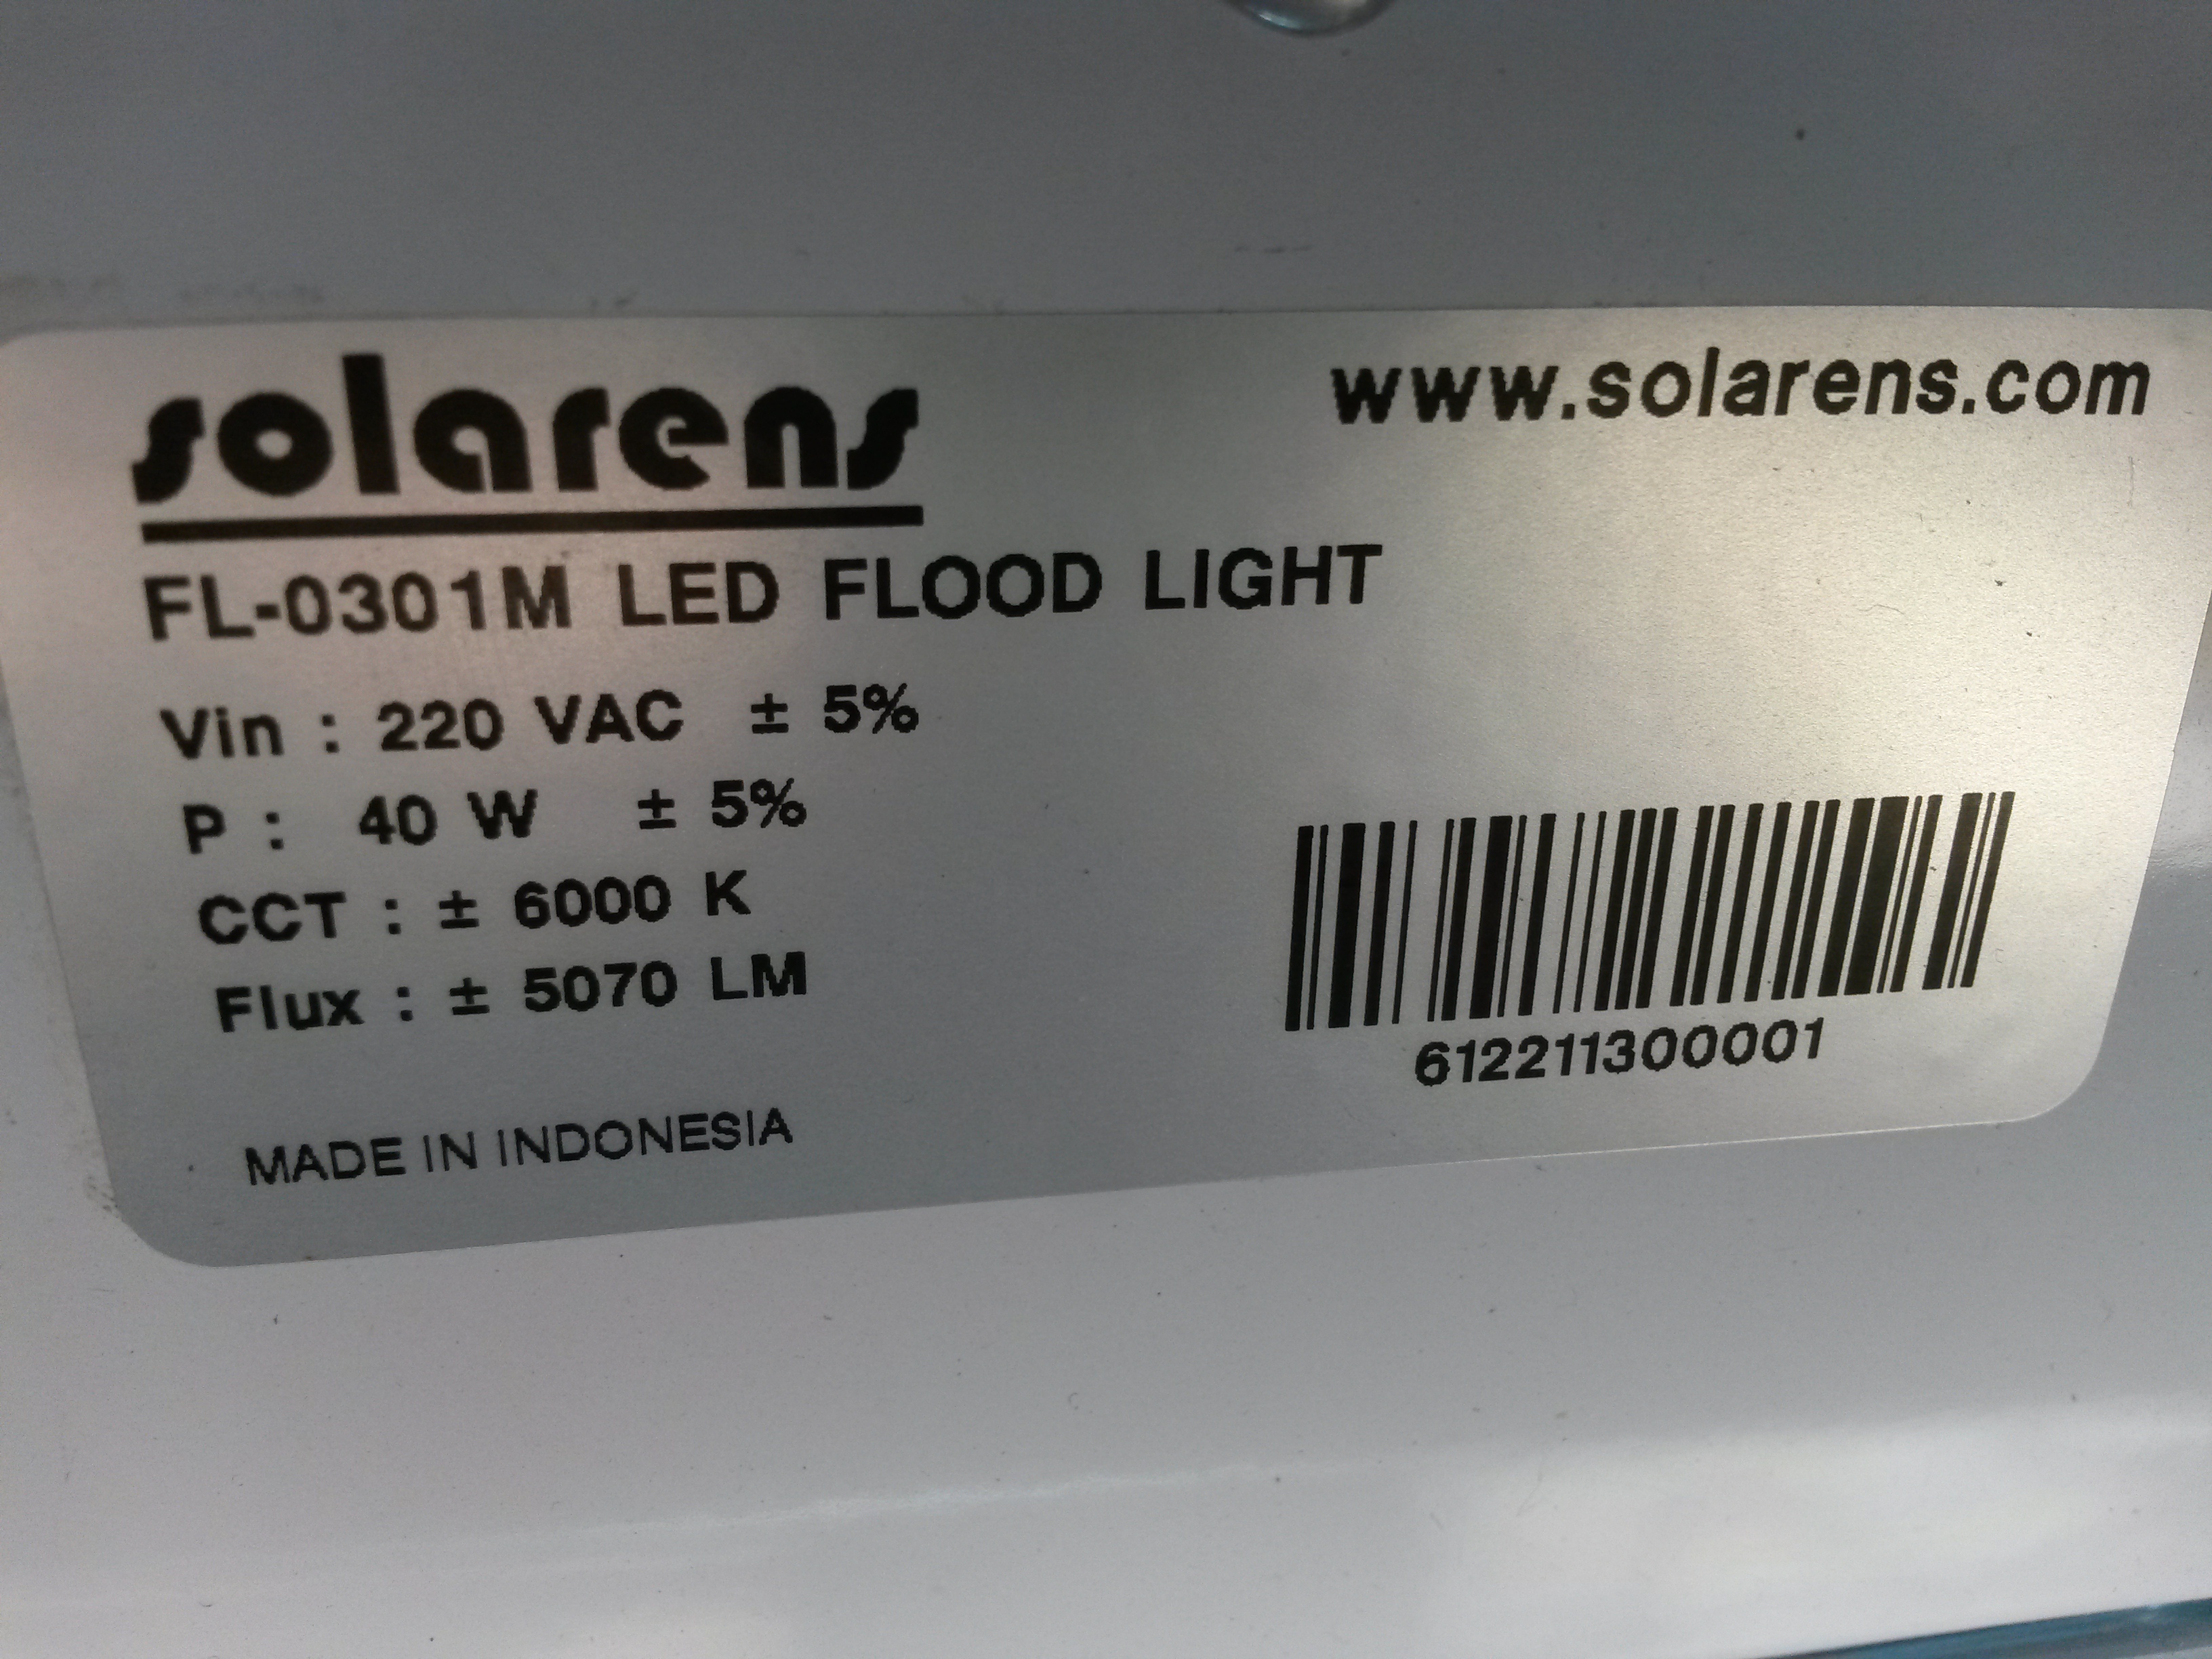 solarens
www.solarens.com
FL-0301M LED FLOOD LIGHT
Vin : 220 VAC ± 5%
P : 40 W ± 5%
CCT : ± 6000 K
Flux : ± 5070 LM
612211300001
MADE IN INDONESIA